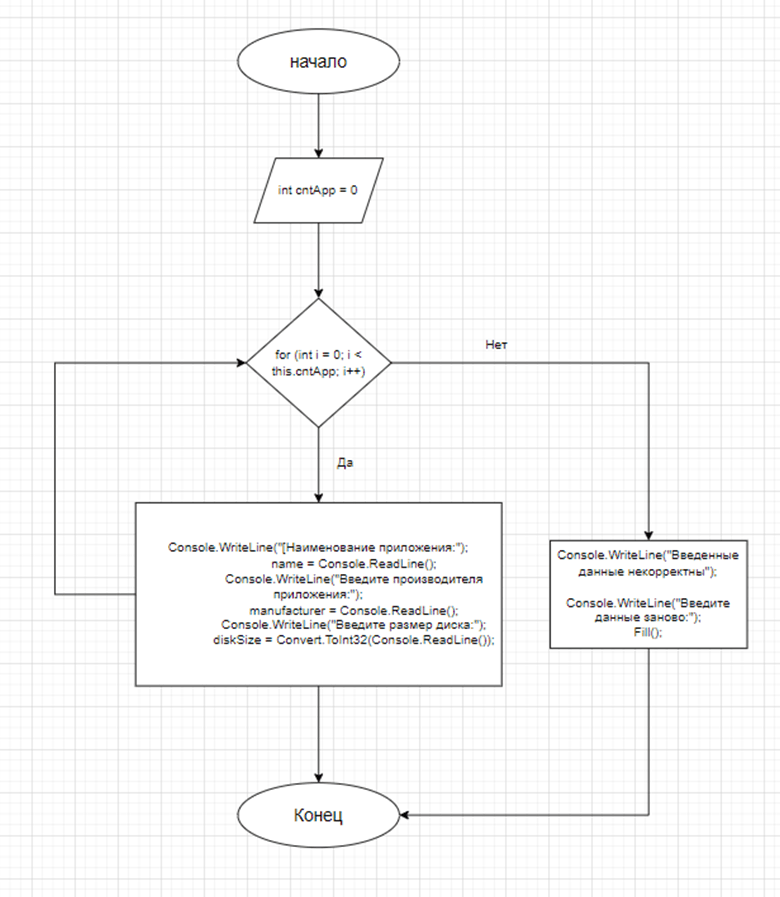 начало
int cntApp = 0
for (int i = 0; i <
this.cntApp; i++)
Нет
Да
Console.WriteLine("[Наименование приложения:");
name = Console.ReadLine();
Console.WriteLine("Введите производителя
приложения:");
manufacturer = Console.ReadLine();
Console.WriteLine("Введите размер диска:");
diskSize = Convert.ToInt32(Console.ReadLine());
Console.WriteLine("Введенные
данные некорректны");
Console.WriteLine("Введите
данные заново:");
Fill();
Конец